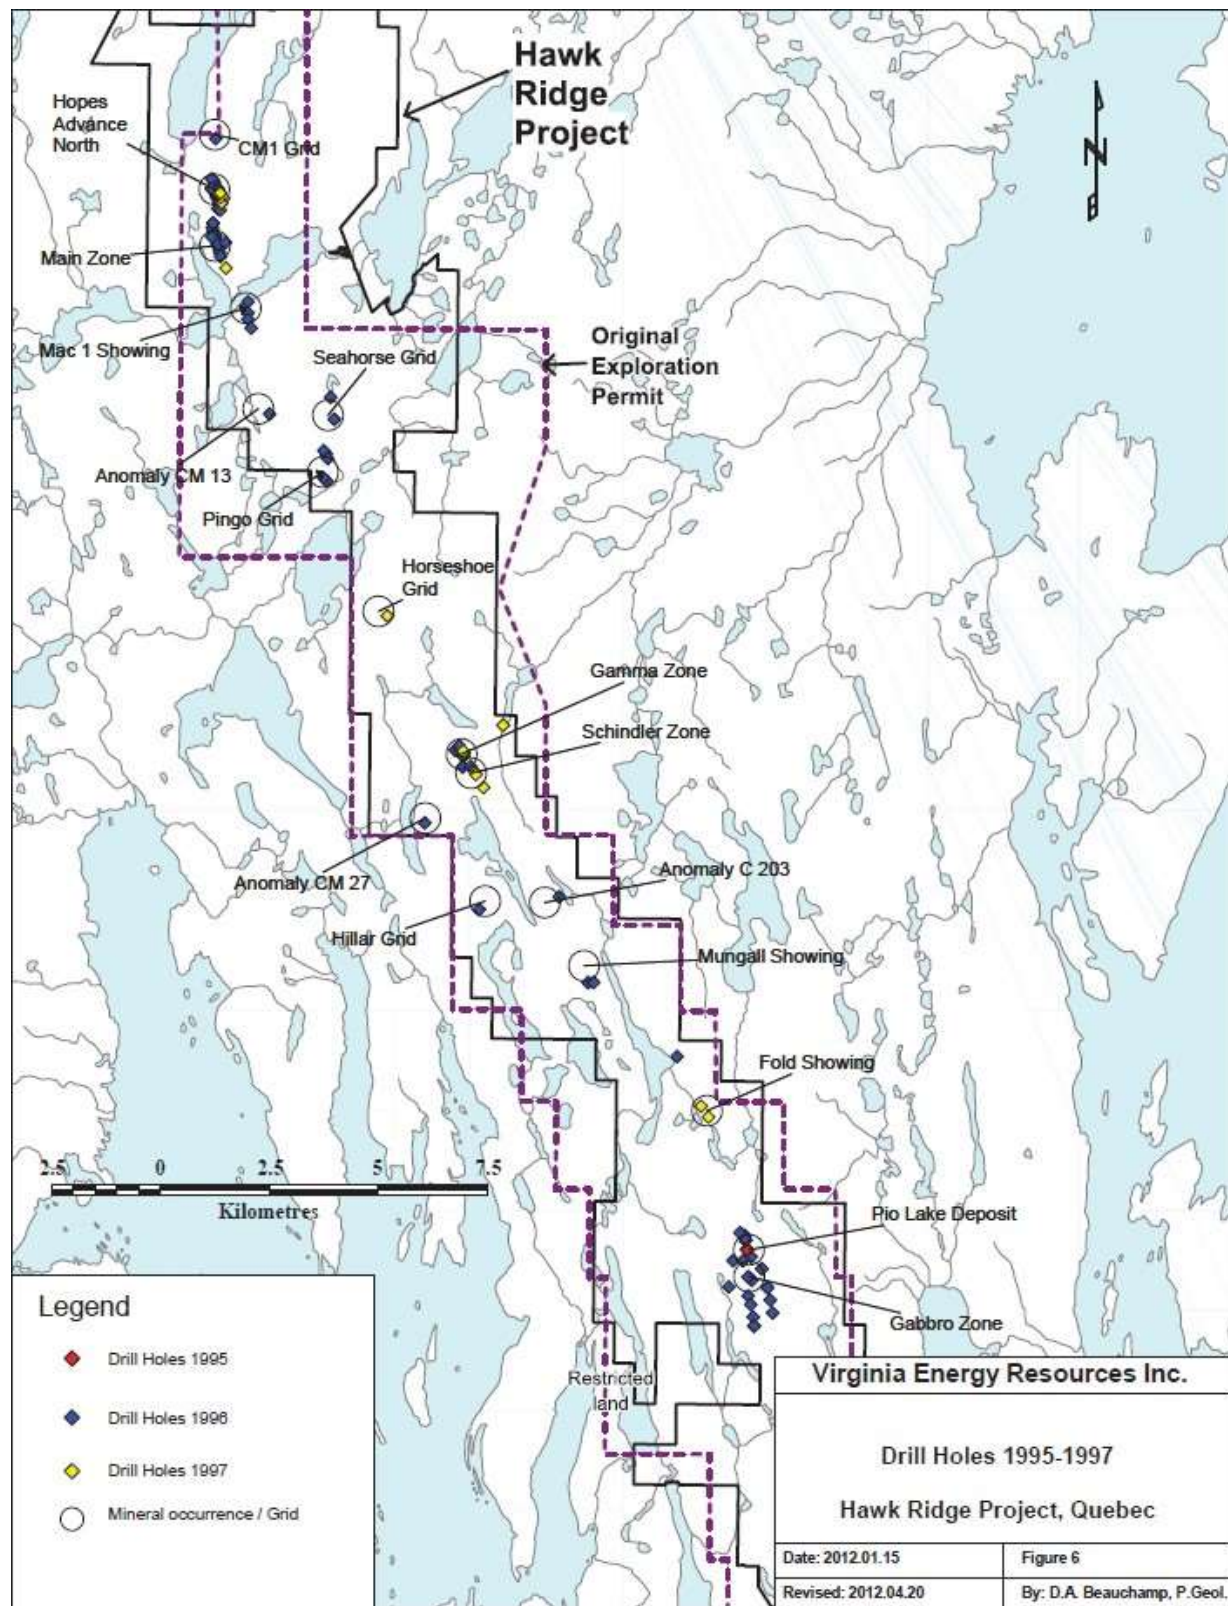 Hawk
Ridge
Project
Hopes
Advance
North
CM1 Grid
N
Main Zone
Mac 1 Showing
Seahorse Grid
Original
Exploration
Permit
Anomaly CM 13
Pingo Grid
Horseshoe
Grid
Gamma Zone
Schindler Zone
Anomaly CM 27
Anomaly C 203
Hillar Grid
Mungall Showing
Fold Showing
2.5 0 2.5 5 7.5
Kilometres
Pio Lake Deposit
Gabbro Zone
Restricted
land
Legend
Drill Holes 1995
Drill Holes 1996
Drill Holes 1997
Mineral occurrence / Grid
Virginia Energy Resources Inc.
Drill Holes 1995-1997
Hawk Ridge Project, Quebec
Date: 2012.01.15
Figure 6
Revised: 2012.04.20
By: D.A. Beauchamp, P.Geol.